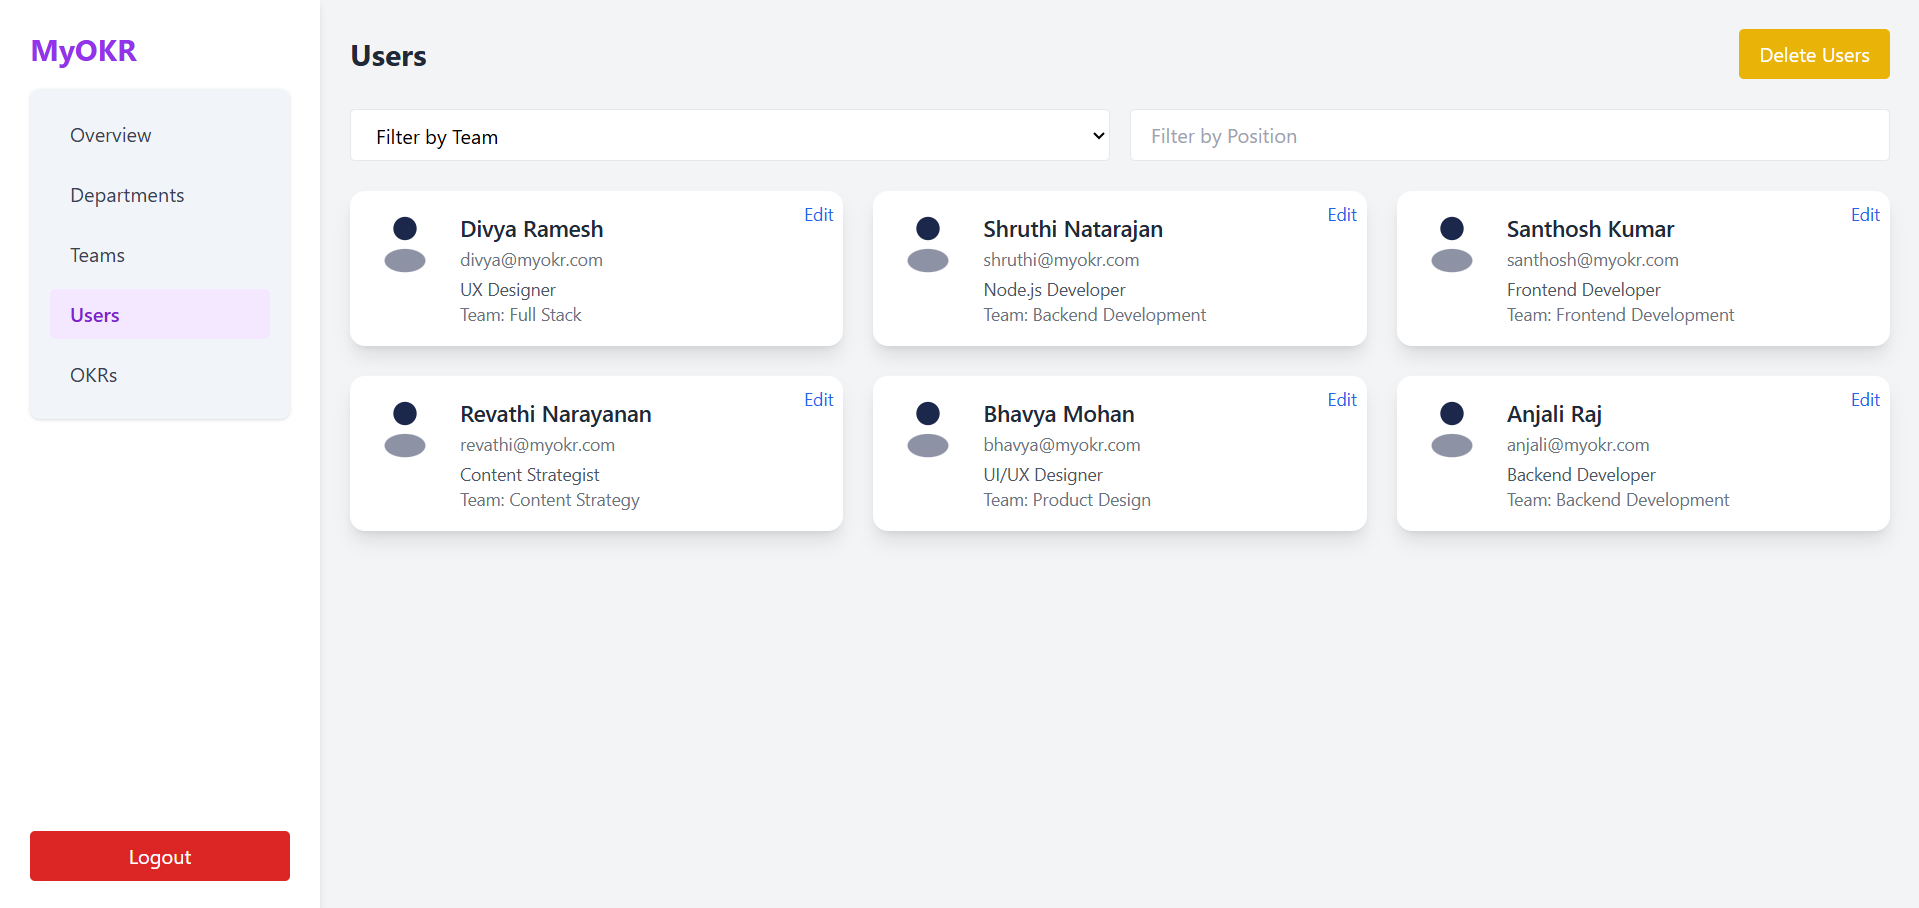 MyOKR
Overview
Departments
Teams
Users
OKRs
Logout
Users
Delete Users
Filter by Team
Filter by Position
Divya Ramesh
Edit
divya@myokr.com
UX Designer
Team: Full Stack
Shruthi Natarajan
Edit
shruthi@myokr.com
Node.js Developer
Team: Backend Development
Santhosh Kumar
Edit
santhosh@myokr.com
Frontend Developer
Team: Frontend Development
Revathi Narayanan
Edit
revathi@myokr.com
Content Strategist
Team: Content Strategy
Bhavya Mohan
Edit
bhavya@myokr.com
UI/UX Designer
Team: Product Design
Anjali Raj
Edit
anjali@myokr.com
Backend Developer
Team: Backend Development